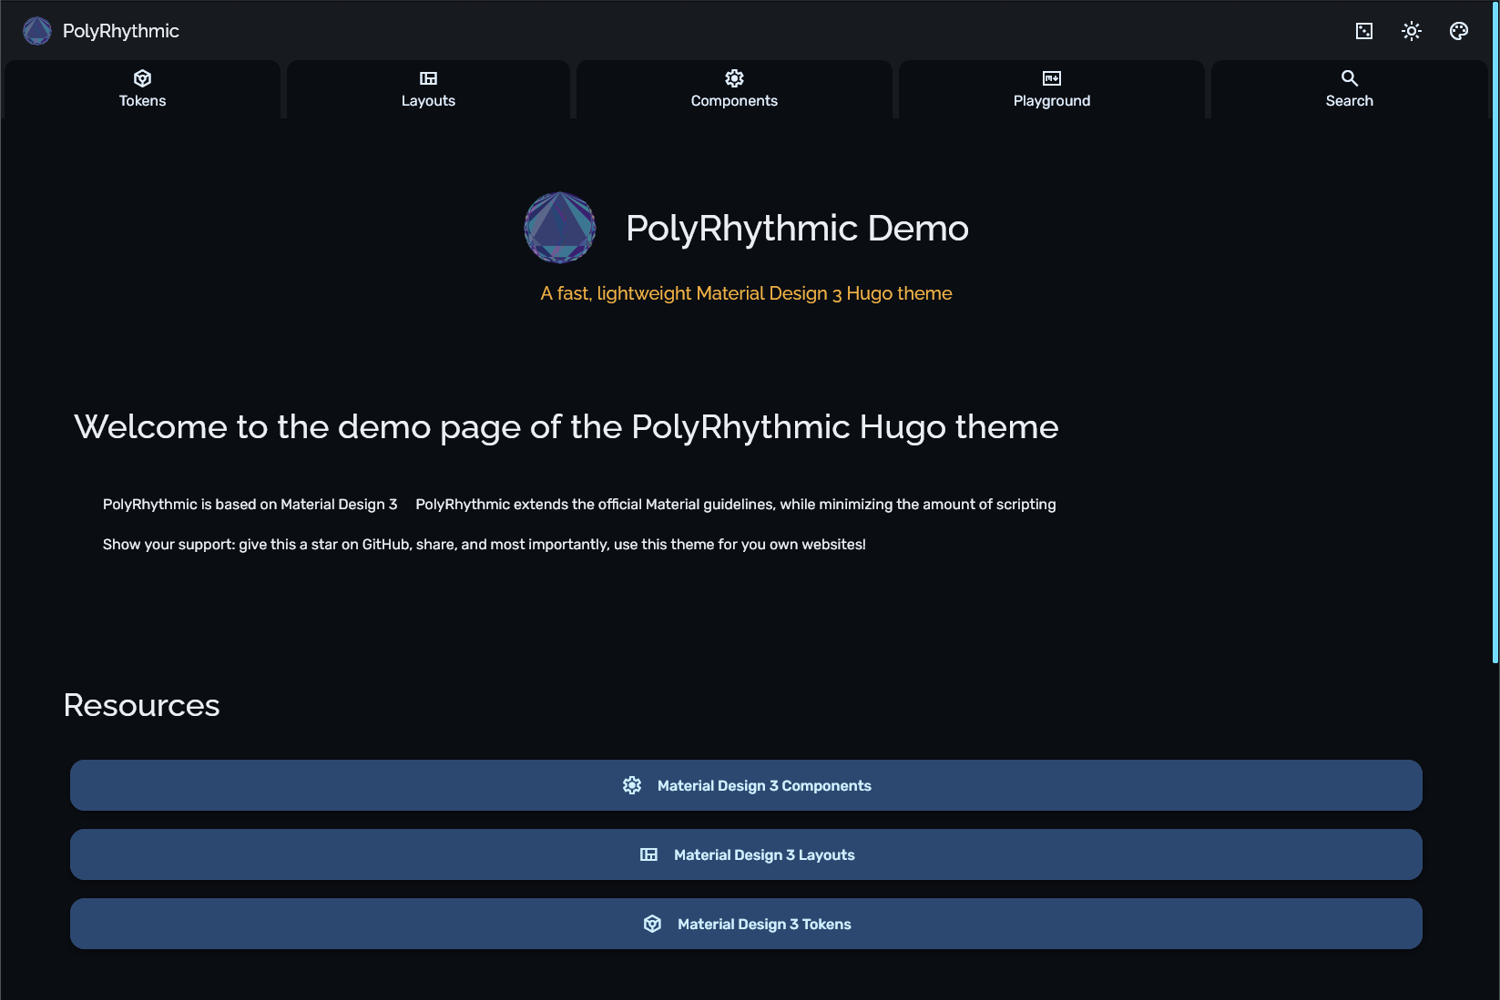 PolyRhythmic
Tokens
Layouts
Components
Playground
Search
PolyRhythmic Demo
A fast, lightweight Material Design 3 Hugo theme
Welcome to the demo page of the PolyRhythmic Hugo theme
PolyRhythmic is based on Material Design 3 PolyRhythmic extends the official Material guidelines, while minimizing the amount of scripting
Show your support: give this a star on GitHub, share, and most importantly, use this theme for you own websites!
Resources
Material Design 3 Components
Material Design 3 Layouts
Material Design 3 Tokens